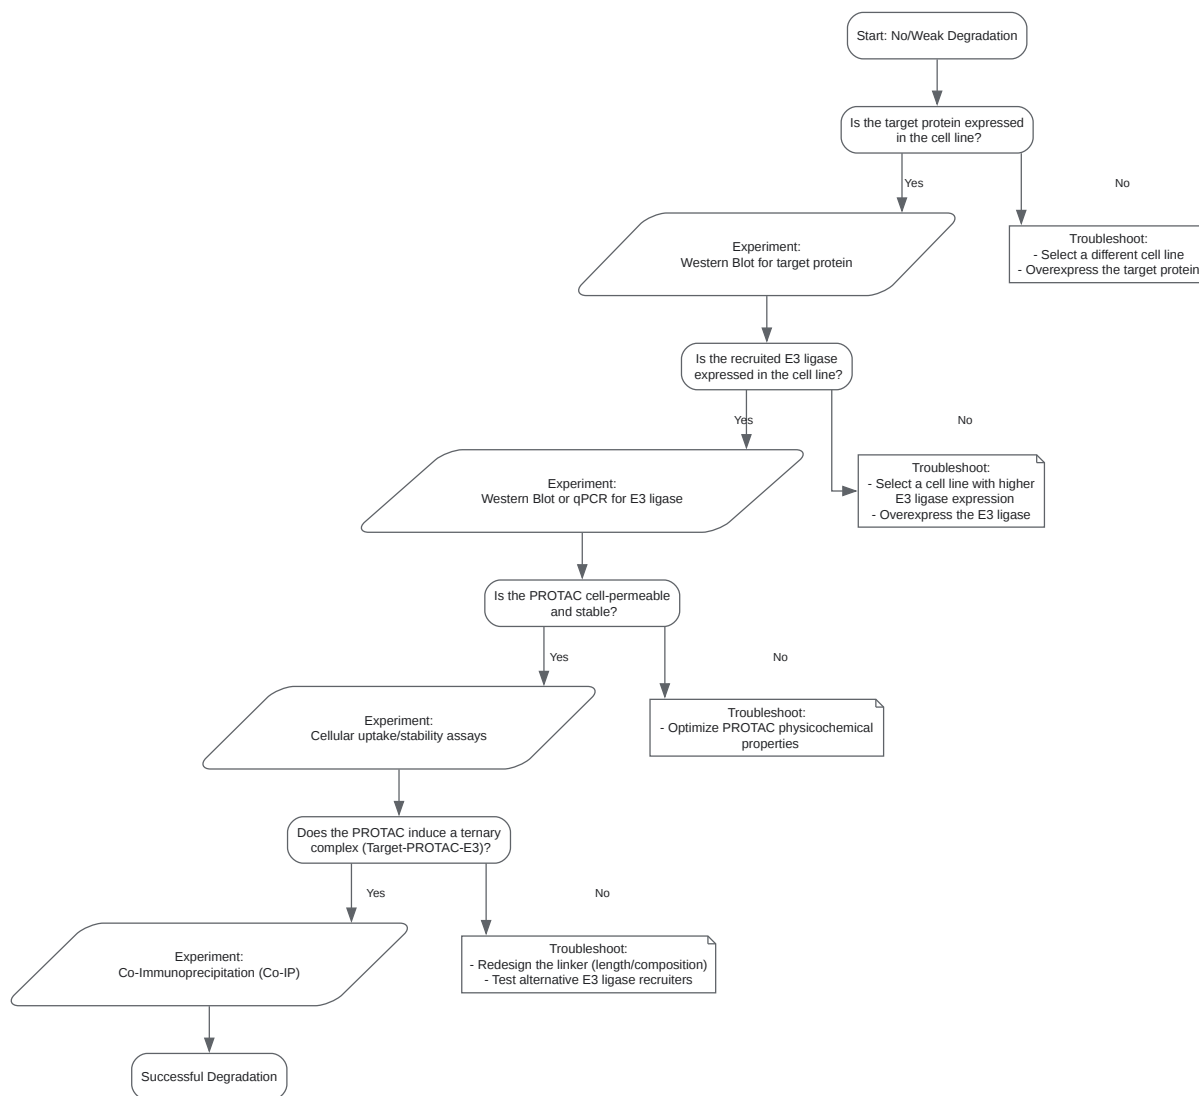 Start: No/Weak Degradation
Is the target protein expressed
in the cell line?
Yes
No
Experiment:
Western Blot for target protein
Troubleshoot:
- Select a different cell line
- Overexpress the target protein
Is the recruited E3 ligase
expressed in the cell line?
Yes
No
Experiment:
Western Blot or qPCR for E3 ligase
Troubleshoot:
- Select a cell line with higher
E3 ligase expression
- Overexpress the E3 ligase
Is the PROTAC cell-permeable
and stable?
Yes
No
Experiment:
Cellular uptake/stability assays
Troubleshoot:
- Optimize PROTAC physicochemical
properties
Does the PROTAC induce a ternary
complex (Target-PROTAC-E3)?
Yes
No
Experiment:
Co-Immunoprecipitation (Co-IP)
Troubleshoot:
- Redesign the linker (length/composition)
- Test alternative E3 ligase recruiters
Successful Degradation